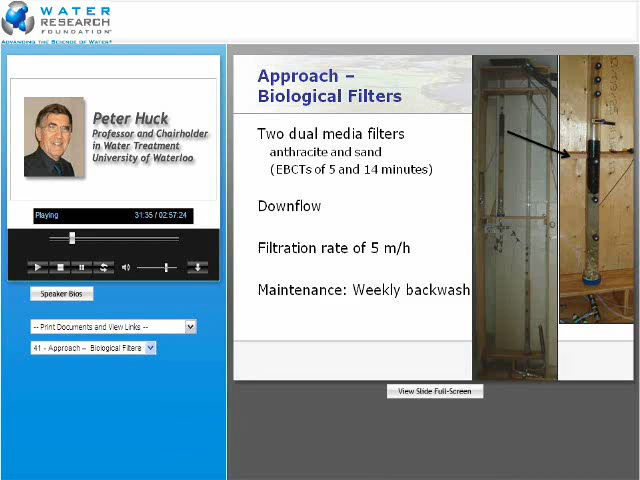 WATER
RESEARCH
FOUNDATION
ADVANCING THE SCIENCE OF WATER
Peter Huck
Professor and Chairholder
in Water Treatment
University of Waterloo
Playing
31:35 / 02:57:24
Speaker Bios
-- Print Documents and View Links --
41 - Approach – Biological Filters
Approach –
Biological Filters
Two dual media filters
anthracite and sand
(EBCTs of 5 and 14 minutes)
Downflow
Filtration rate of 5 m/h
Maintenance: Weekly backwash
View Slide Full-Screen